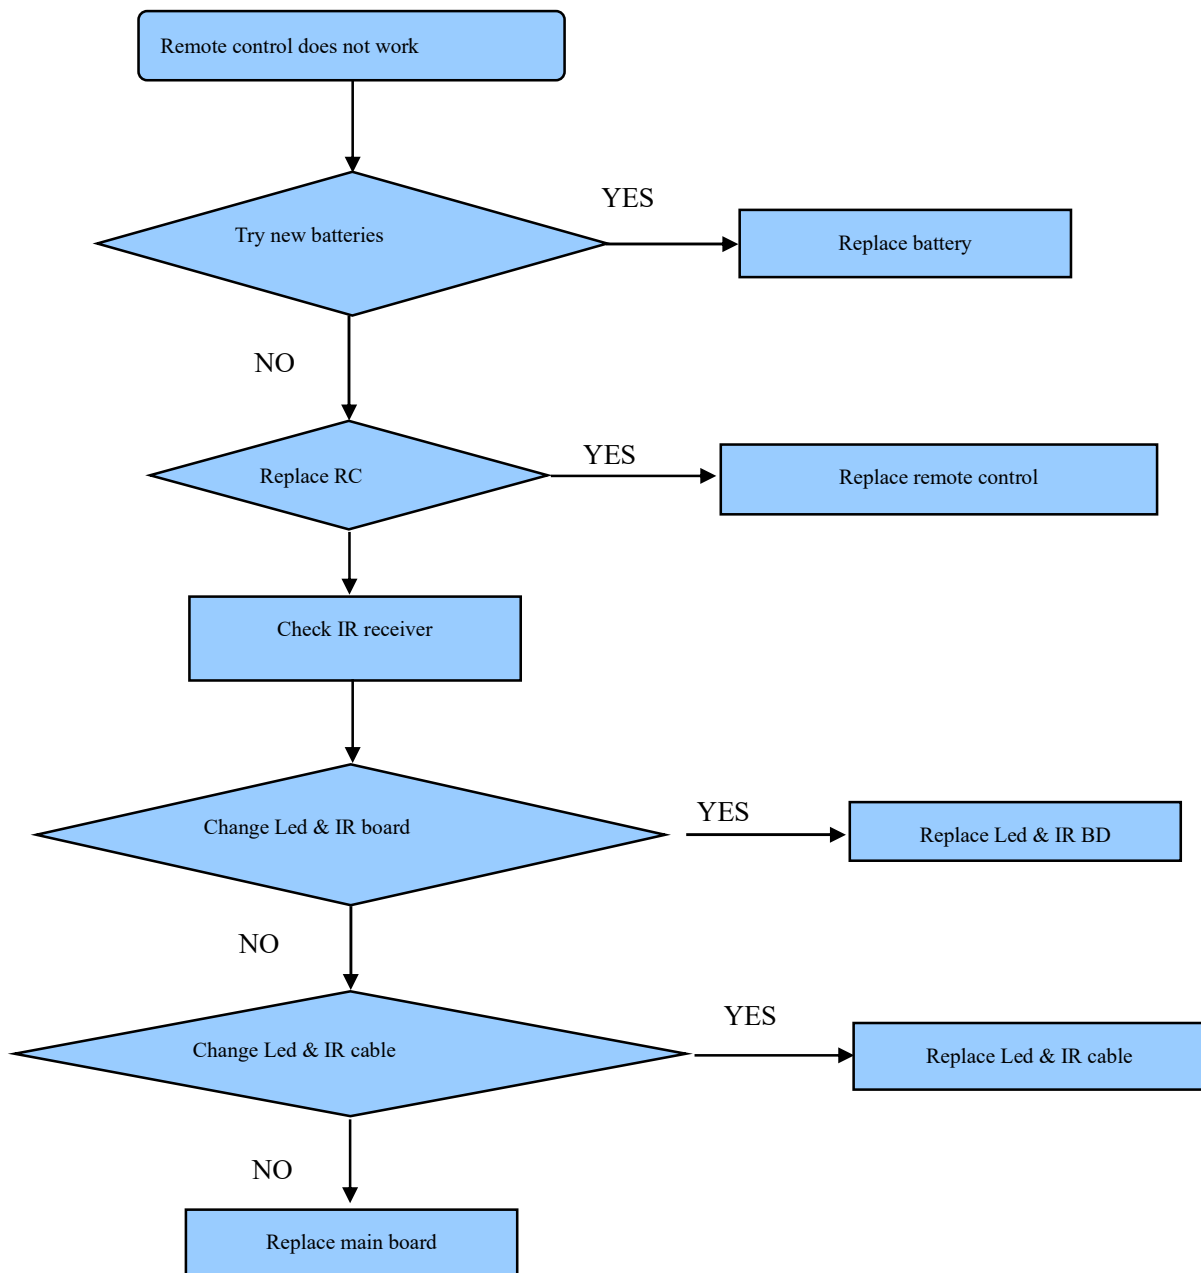 Remote control does not work
Try new batteries
YES
Replace battery
NO
Replace RC
YES
Replace remote control
Check IR receiver
Change Led & IR board
YES
Replace Led & IR BD
NO
Change Led & IR cable
YES
Replace Led & IR cable
NO
Replace main board